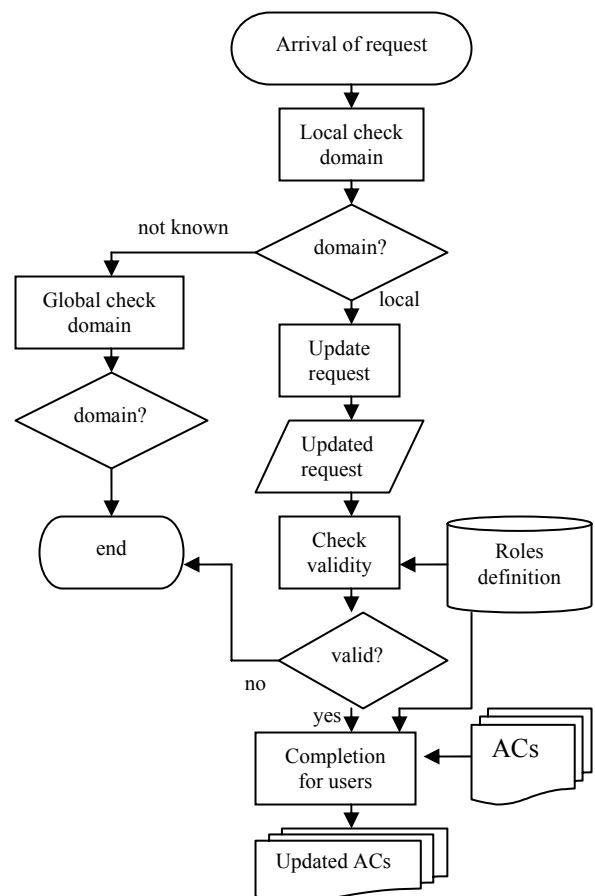 Arrival of request
Local check
domain
not known
domain?
local
Global check
domain
Update
request
domain?
Updated
request
end
Check
validity
Roles
definition
valid?
no
yes
Completion
for users
ACs
Updated ACs